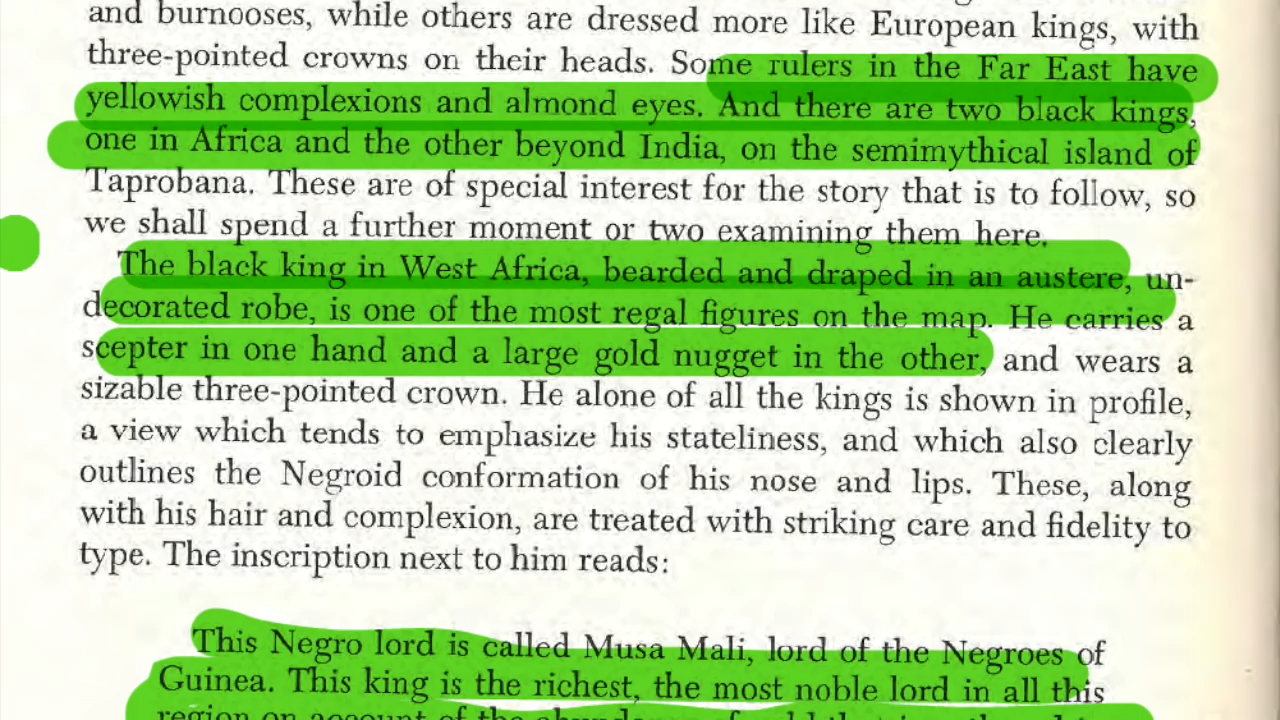 and burnooses, while others are dressed more like European kings, with
three-pointed crowns on their heads. Some rulers in the Far East have
yellowish complexions and almond eyes. And there are two black kings,
one in Africa and the other beyond India, on the semimythical island of
Taprobana. These are of special interest for the story that is to follow, so
we shall spend a further moment or two examining them here.
The black king in West Africa, bearded and draped in an austere, un-
decorated robe, is one of the most regal figures on the map. He carries a
scepter in one hand and a large gold nugget in the other, and wears a
sizable three-pointed crown. He alone of all the kings is shown in profile,
a view which tends to emphasize his stateliness, and which also clearly
outlines the Negroid conformation of his nose and lips. These, along
with his hair and complexion, are treated with striking care and fidelity to
type. The inscription next to him reads:
This Negro lord is called Musa Mali, lord of the Negroes of
Guinea. This king is the richest, the most noble lord in all this
region on account of the abundance of gold that is